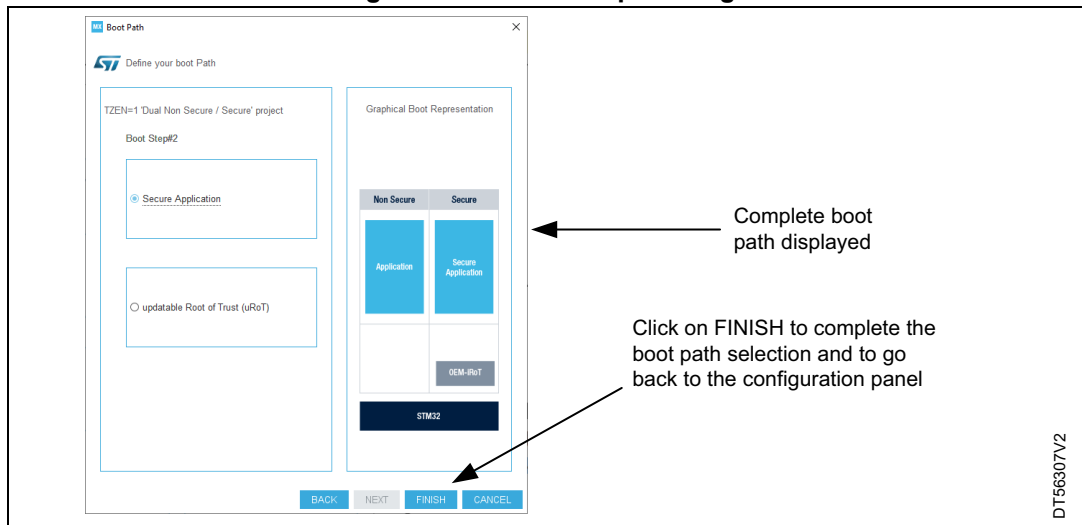 MX Boot Path
ST Define your boot Path
TZEN=1 'Dual Non Secure / Secure' project
Boot Step#2
Secure Application
updatable Root of Trust (uRoT)
Graphical Boot Representation
Non Secure Secure
Application
Secure
Application
OEM-iRoT
STM32
BACK NEXT FINISH CANCEL
Complete boot
path displayed
Click on FINISH to complete the
boot path selection and to go
back to the configuration panel
DT56307V2